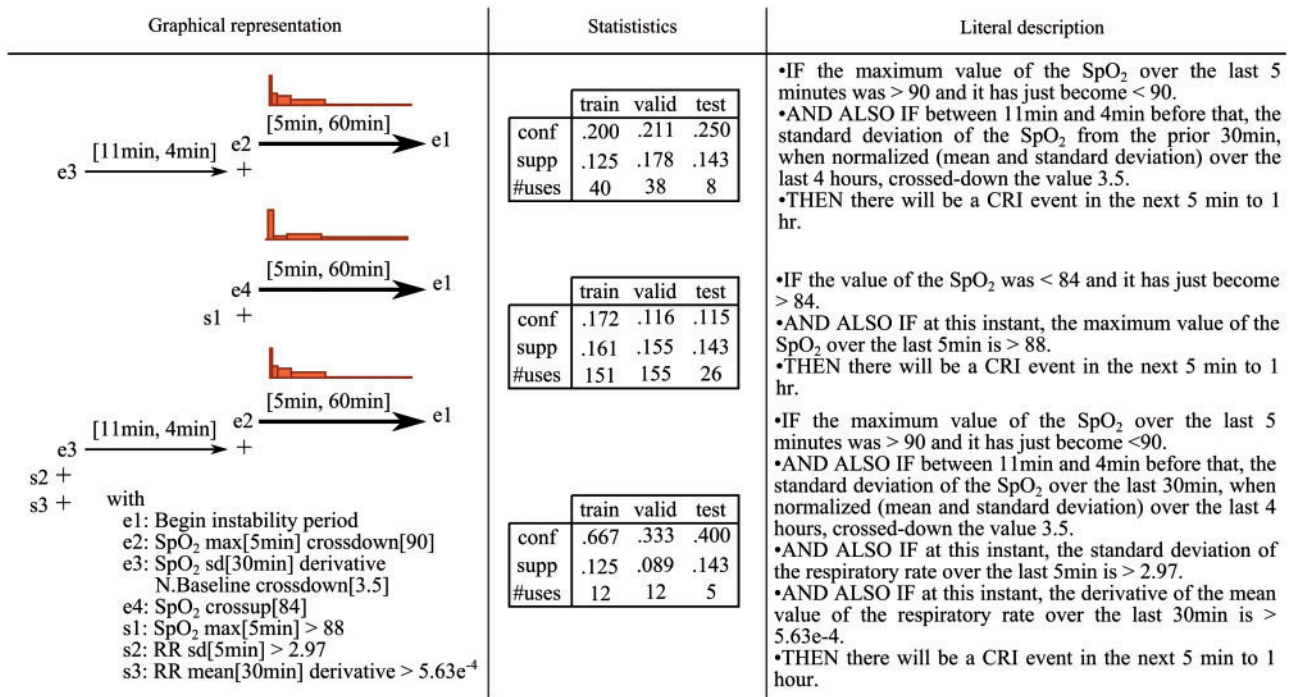 Graphical representation
Statististics
Literal description
[5min, 60min]
[11min, 4min]
e3
e2
+
e1
train valid test
conf .200 .211 .250
supp .125 .178 .143
#uses 40 38 8
•IF the maximum value of the SpO₂ over the last 5
minutes was > 90 and it has just become < 90.
•AND ALSO IF between 11min and 4min before that, the
standard deviation of the SpO₂ from the prior 30min,
when normalized (mean and standard deviation) over the
last 4 hours, crossed-down the value 3.5.
•THEN there will be a CRI event in the next 5 min to 1
hr.
[5min, 60min]
e4
e1
s1 +
train valid test
conf .172 .116 .115
supp .161 .155 .143
#uses 151 155 26
•IF the value of the SpO₂ was < 84 and it has just become
> 84.
•AND ALSO IF at this instant, the maximum value of the
SpO₂ over the last 5min is > 88.
•THEN there will be a CRI event in the next 5 min to 1
hr.
[5min, 60min]
[11min, 4min]
e3
e2
+
e1
s2 +
s3 +
with
e1: Begin instability period
e2: SpO₂ max[5min] crossdown[90]
e3: SpO₂ sd[30min] derivative
N.Baseline crossdown[3.5]
e4: SpO₂ crossup[84]
s1: SpO₂ max[5min] > 88
s2: RR sd[5min] > 2.97
s3: RR mean[30min] derivative > 5.63e⁻⁴
train valid test
conf .667 .333 .400
supp .125 .089 .143
#uses 12 12 5
•IF the maximum value of the SpO₂ over the last 5
minutes was > 90 and it has just become <90.
•AND ALSO IF between 11min and 4min before that, the
standard deviation of the SpO₂ over the last 30min, when
normalized (mean and standard deviation) over the last 4
hours, crossed-down the value 3.5.
•AND ALSO IF at this instant, the standard deviation of
the respiratory rate over the last 5min is > 2.97.
•AND ALSO IF at this instant, the derivative of the mean
value of the respiratory rate over the last 30min is >
5.63e-4.
•THEN there will be a CRI event in the next 5 min to 1
hour.